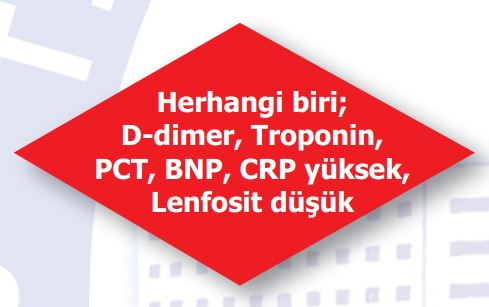 Herhangi biri;
D-dimer, Troponin,
PCT, BNP, CRP yüksek,
Lenfosit düşük